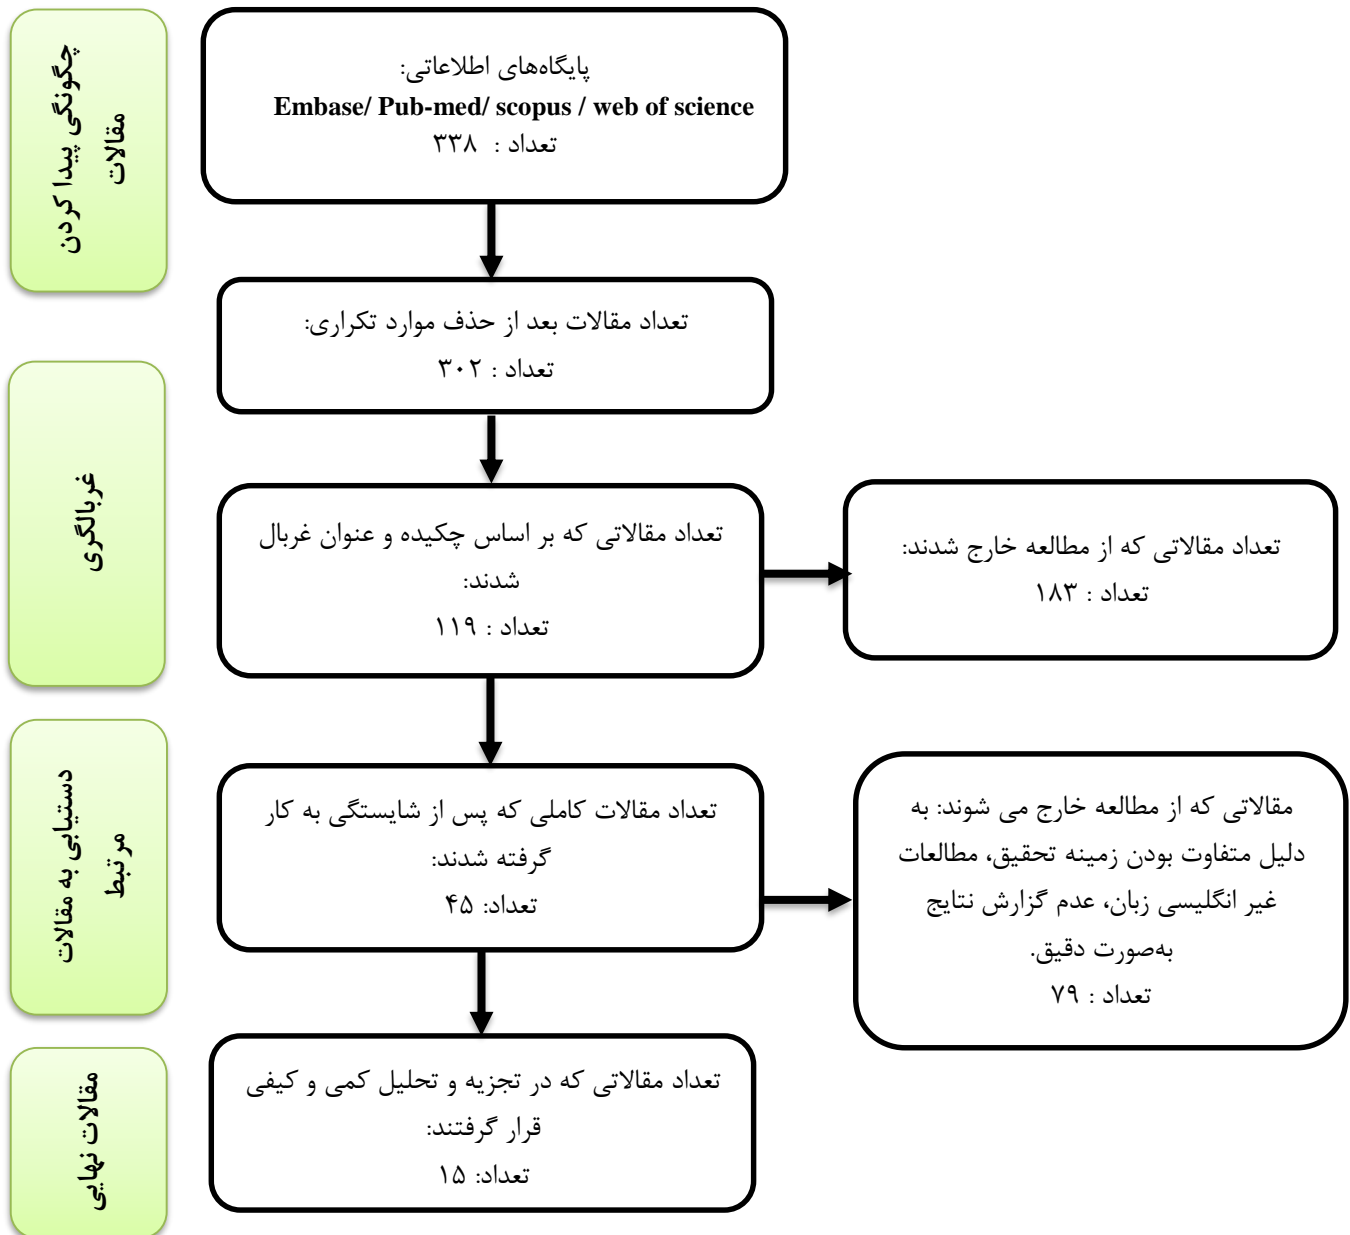 چگونگی پیدا کردن
مقالات
پایگاه‌های اطلاعاتی:
Embase/ Pub-med/ scopus / web of science
تعداد : ۳۳۸
تعداد مقالات بعد از حذف موارد تکراری:
تعداد : ۳۰۲
غربالگری
تعداد مقالاتی که بر اساس چکیده و عنوان غربال
شدند:
تعداد : ۱۱۹
تعداد مقالاتی که از مطالعه خارج شدند:
تعداد : ۱۸۳
دستیابی به مقالات
مرتبط
تعداد مقالات کاملی که پس از شایستگی به کار
گرفته شدند:
تعداد: ۴۵
مقالاتی که از مطالعه خارج می شوند: به
دلیل متفاوت بودن زمینه تحقیق، مطالعات
غیر انگلیسی زبان، عدم گزارش نتایج
به‌صورت دقیق.
تعداد : ۷۹
مقالات نهایی
تعداد مقالاتی که در تجزیه و تحلیل کمی و کیفی
قرار گرفتند:
تعداد: ۱۵